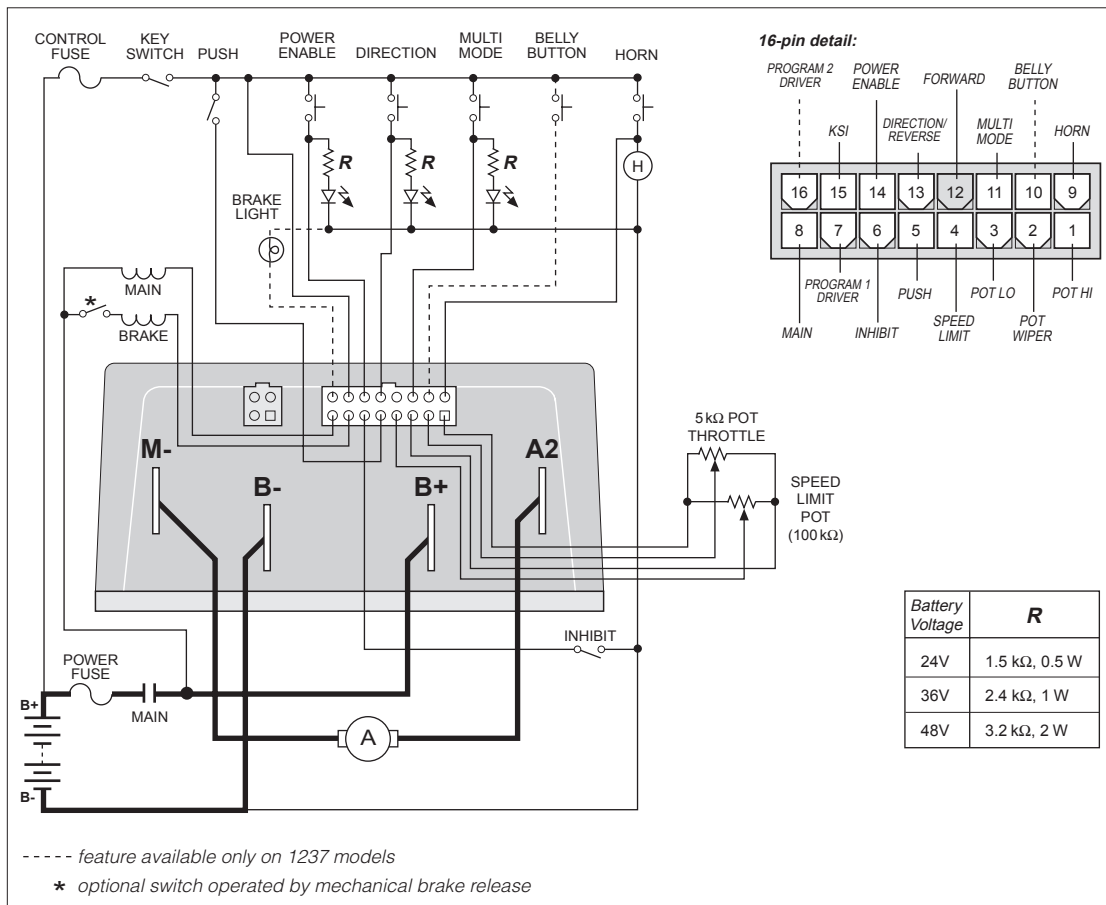 CONTROL
FUSE
KEY
SWITCH
PUSH
POWER
ENABLE
DIRECTION
MULTI
MODE
BELLY
BUTTON
HORN
R
R
R
H
BRAKE
LIGHT
MAIN
*
BRAKE
M-
B-
B+
A2
5 kΩ POT
THROTTLE
SPEED
LIMIT
POT
(100 kΩ)
INHIBIT
POWER
FUSE
B+
MAIN
A
B-
16-pin detail:
PROGRAM 2
DRIVER
POWER
ENABLE
FORWARD
BELLY
BUTTON
KSI
DIRECTION/
REVERSE
MULTI
MODE
HORN
16 15 14 13 12 11 10 9
8 7 6 5 4 3 2 1
PROGRAM 1
DRIVER
PUSH
POT LO
POT HI
MAIN
INHIBIT
SPEED
LIMIT
POT
WIPER
Battery
Voltage
R
24V 1.5 kΩ, 0.5 W
36V 2.4 kΩ, 1 W
48V 3.2 kΩ, 2 W
----- feature available only on 1237 models
* optional switch operated by mechanical brake release